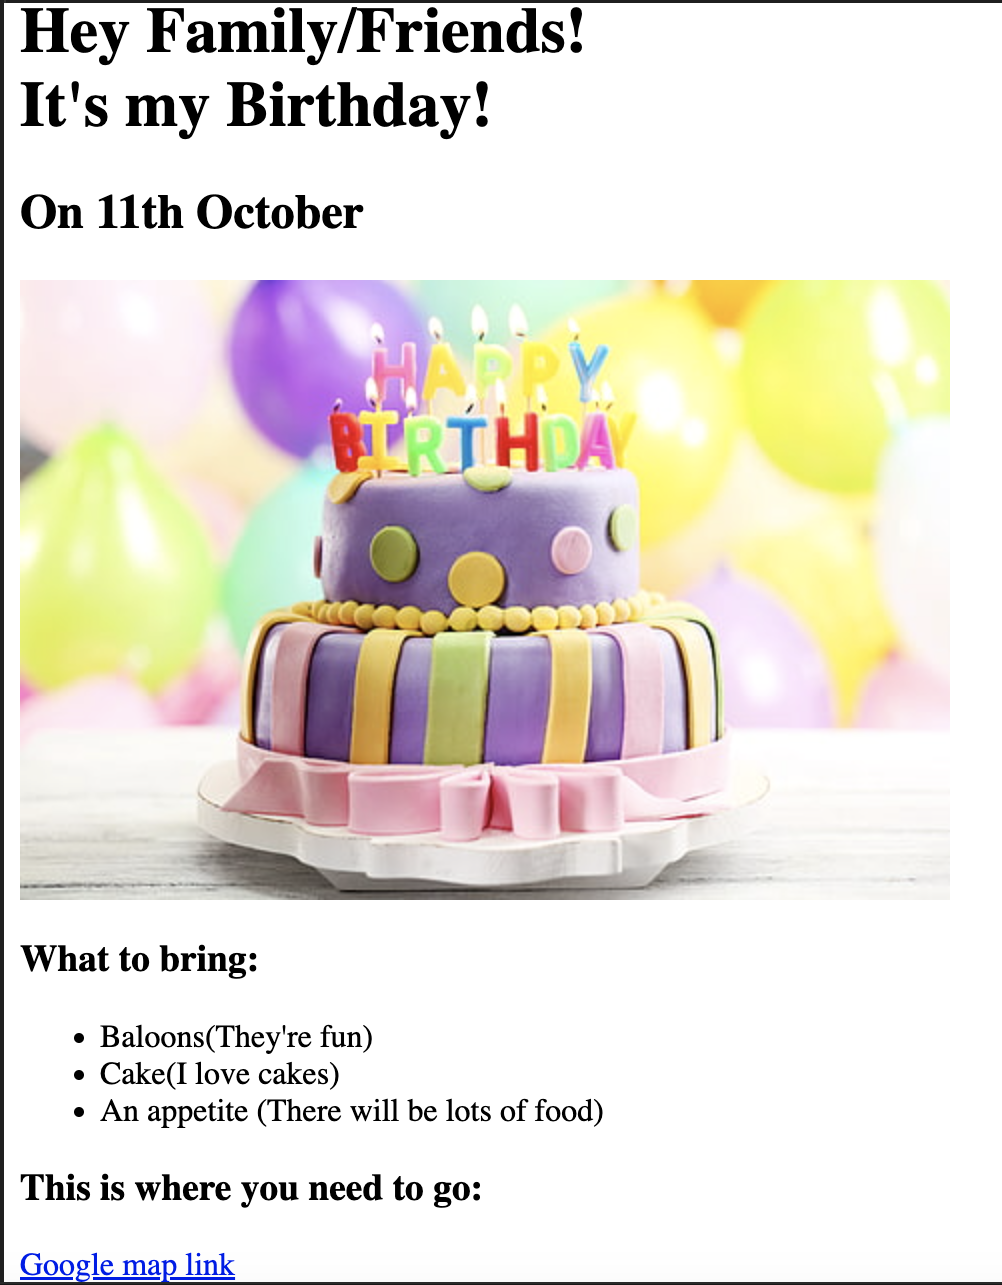 Hey Family/Friends!
It's my Birthday!
On 11th October
HAPPY
BIRTHDAY
What to bring:
Baloons(They're fun)
Cake(I love cakes)
An appetite (There will be lots of food)
This is where you need to go:
Google map link